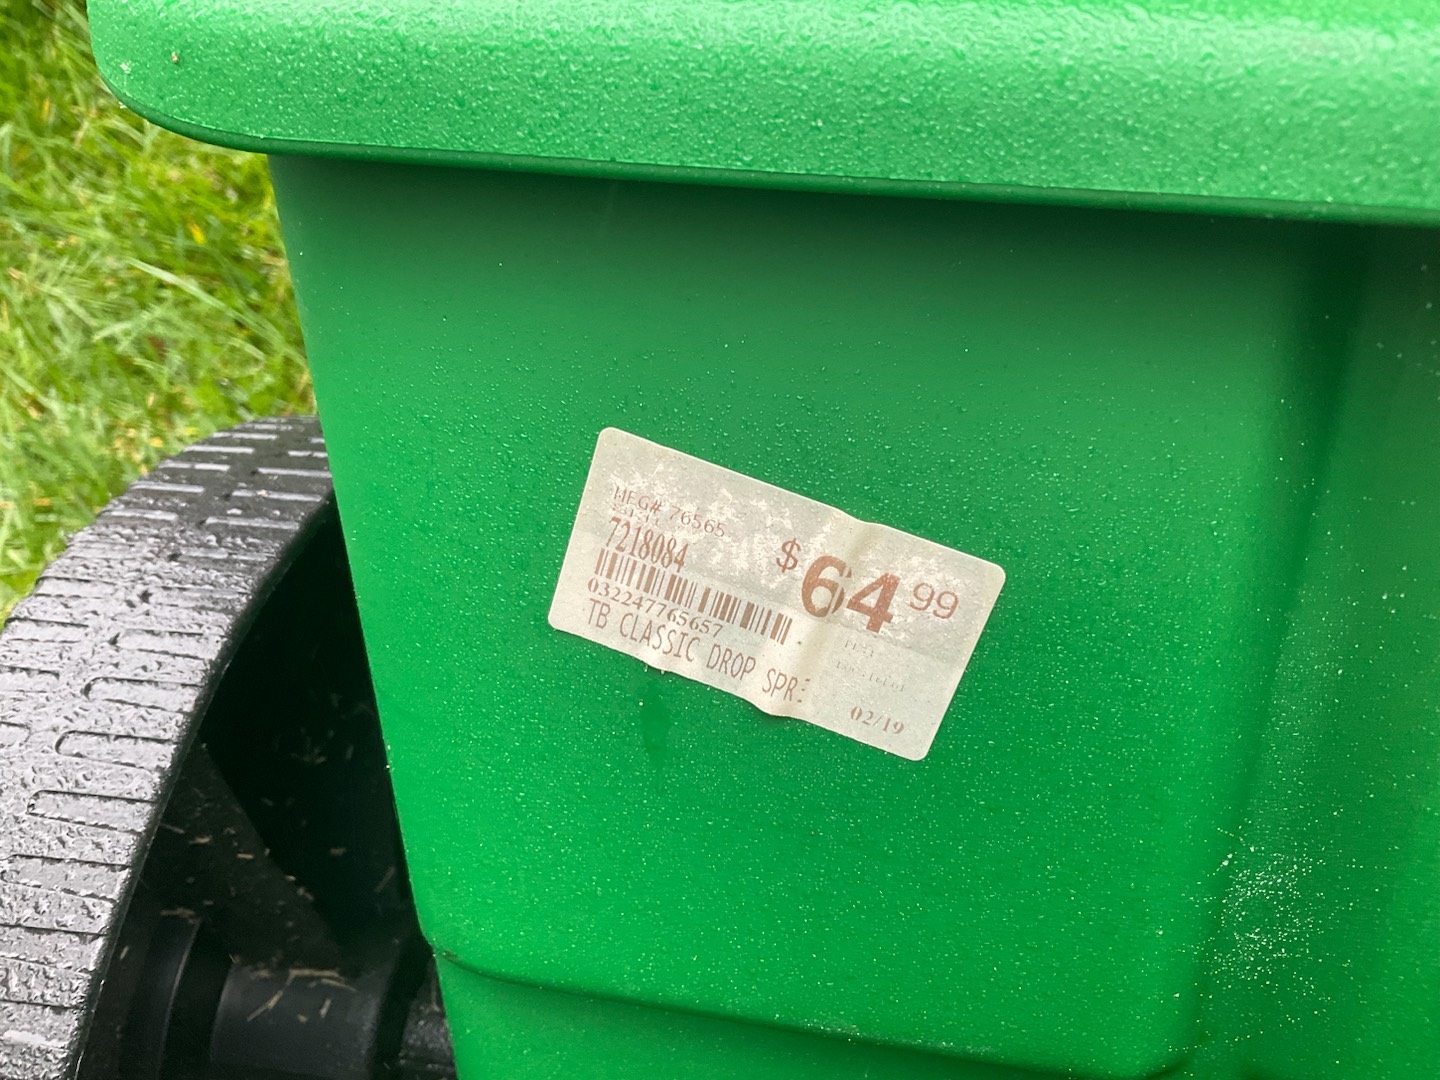 MFG# 76565
7218084
$64.99
032247765657
TB CLASSIC DROP SPR
02/19